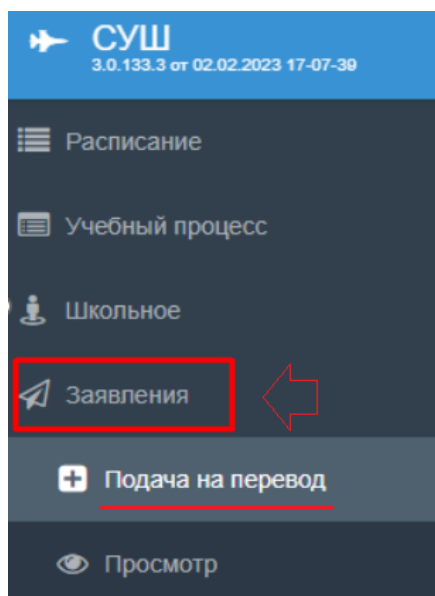 СУШ
3.0.133.3 от 02.02.2023 17-07-39
Расписание
Учебный процесс
Школьное
Заявления
Подача на перевод
Просмотр